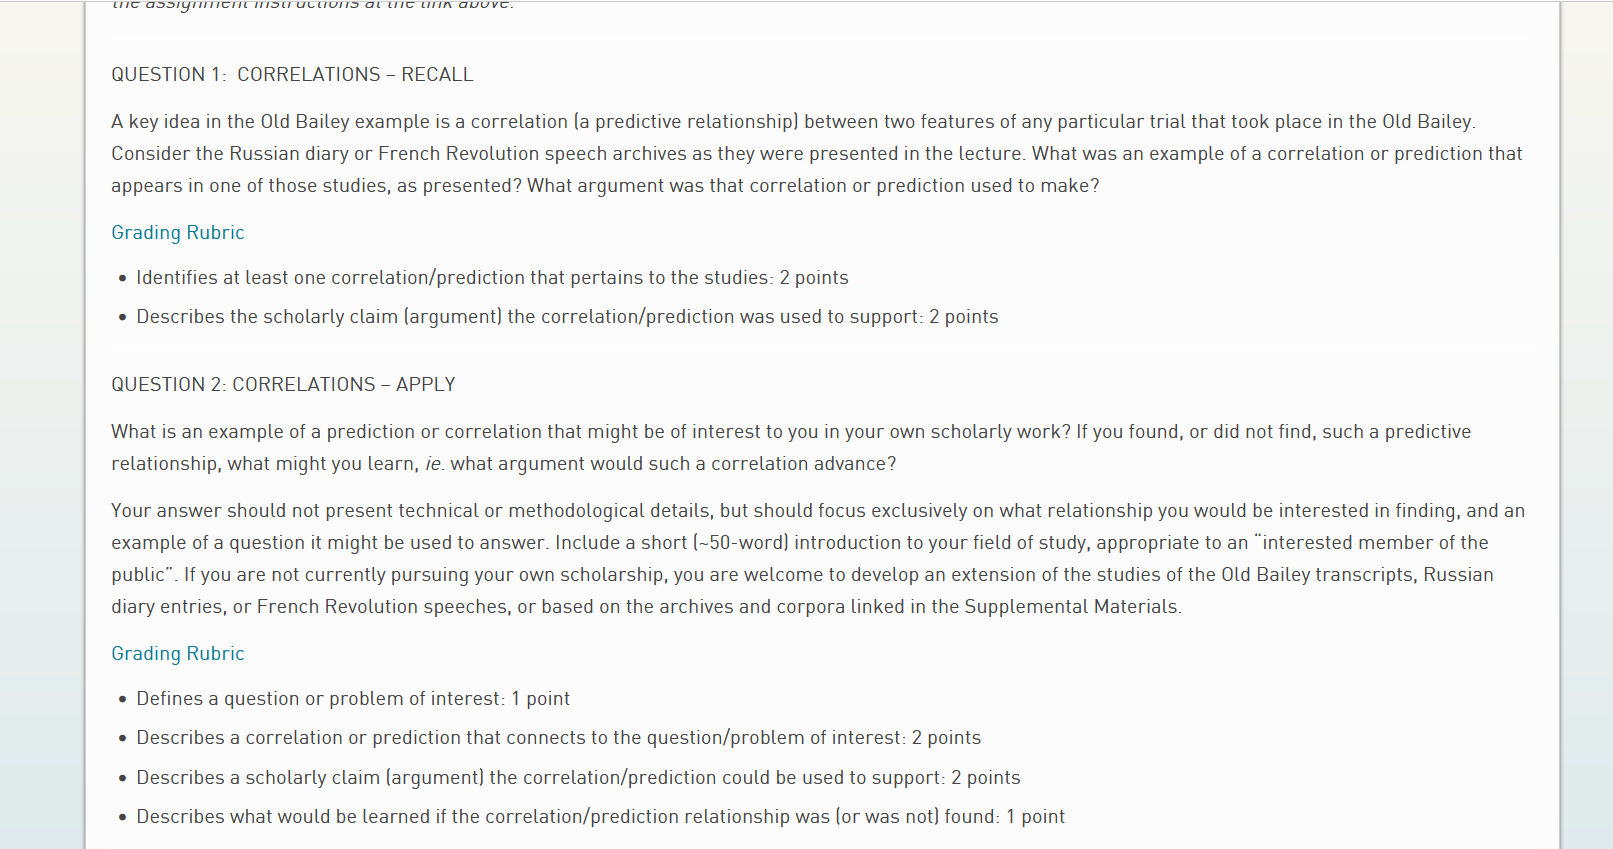 the assignment instructions at the link above.
QUESTION 1:  CORRELATIONS – RECALL
A key idea in the Old Bailey example is a correlation (a predictive relationship) between two features of any particular trial that took place in the Old Bailey.
Consider the Russian diary or French Revolution speech archives as they were presented in the lecture. What was an example of a correlation or prediction that
appears in one of those studies, as presented? What argument was that correlation or prediction used to make?
Grading Rubric
• Identifies at least one correlation/prediction that pertains to the studies: 2 points
• Describes the scholarly claim (argument) the correlation/prediction was used to support: 2 points
QUESTION 2: CORRELATIONS – APPLY
What is an example of a prediction or correlation that might be of interest to you in your own scholarly work? If you found, or did not find, such a predictive
relationship, what might you learn, ie. what argument would such a correlation advance?
Your answer should not present technical or methodological details, but should focus exclusively on what relationship you would be interested in finding, and an
example of a question it might be used to answer. Include a short (~50-word) introduction to your field of study, appropriate to an “interested member of the
public”. If you are not currently pursuing your own scholarship, you are welcome to develop an extension of the studies of the Old Bailey transcripts, Russian
diary entries, or French Revolution speeches, or based on the archives and corpora linked in the Supplemental Materials.
Grading Rubric
• Defines a question or problem of interest: 1 point
• Describes a correlation or prediction that connects to the question/problem of interest: 2 points
• Describes a scholarly claim (argument) the correlation/prediction could be used to support: 2 points
• Describes what would be learned if the correlation/prediction relationship was (or was not) found: 1 point